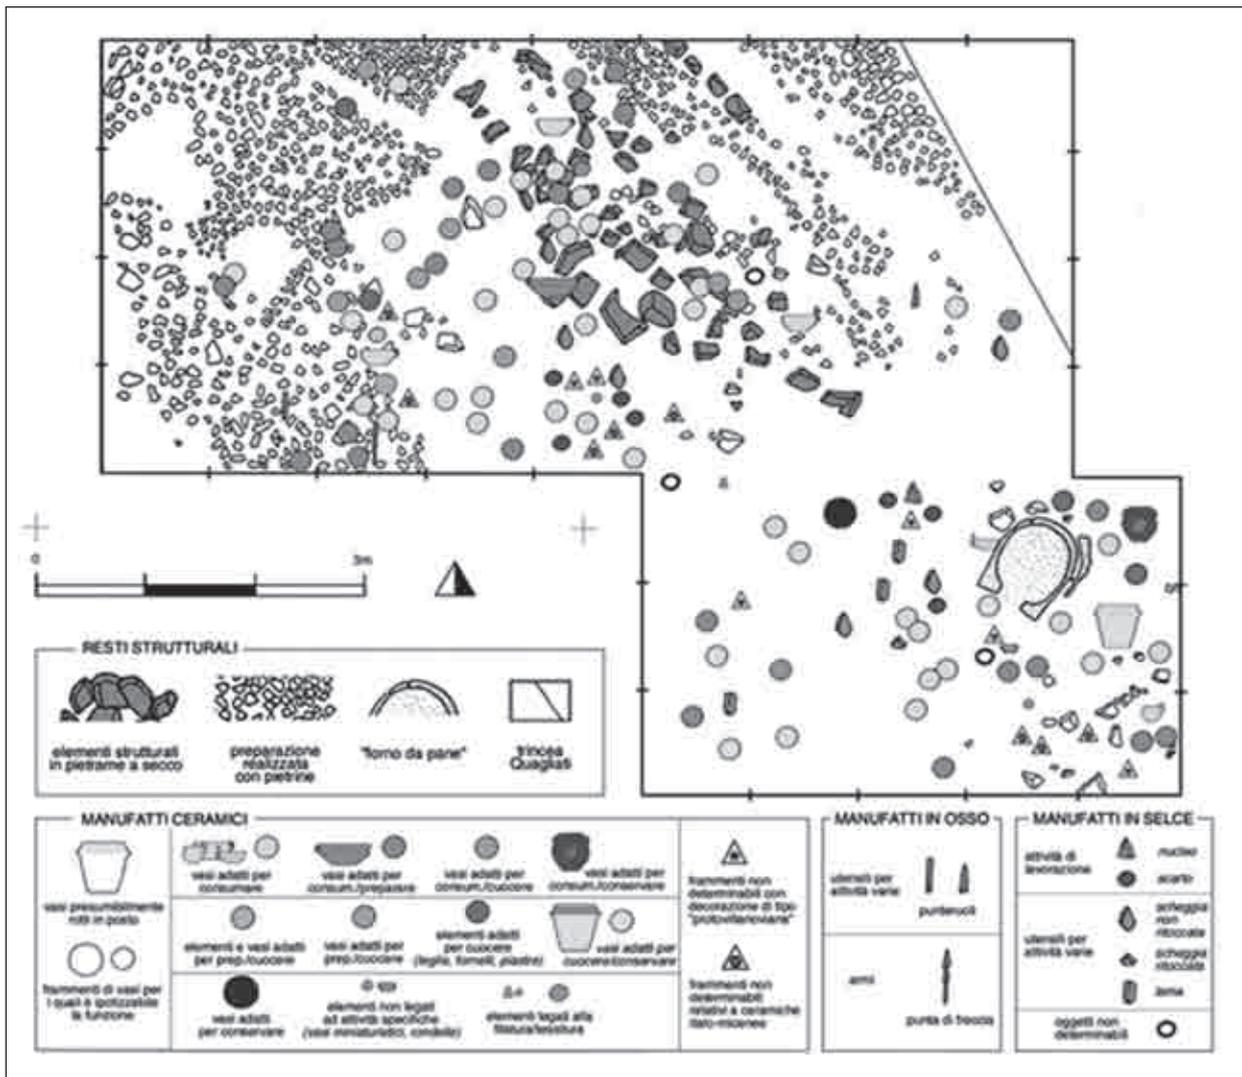 0
3m
RESTI STRUTTURALI
elementi strutturali
in pietrame a secco
preparazione
realizzata
con pietrine
"forno da pane"
trincea
Quagliati
MANUFATTI CERAMICI
vasi presumibilmente
rotti in posto
frammenti di vasi per
i quali è ipotizzabile
la funzione
vasi adatti per
consumare
vasi adatti per
consum./preparare
vasi adatti per
consum./cuocere
vasi adatti per
consum./conservare
elementi e vasi adatti
per prep./cuocere
vasi adatti per
prep./cuocere
elementi adatti
per cuocere
(teglie, fornelli, piastre)
vasi adatti per
cuocere/conservare
vasi adatti
per conservare
elementi non legati
ad attività specifiche
(vasi miniaturistici, rondelle)
elementi legati alla
filatura/tessitura
frammenti non
determinabili con
decorazione di tipo
"protovillanoviano"
frammenti non
determinabili
relativi a ceramiche
italo-micenee
MANUFATTI IN OSSO
utensili per
attività varie
punteruoli
armi
punta di freccia
MANUFATTI IN SELCE
attività di
lavorazione
nucleo
scarto
utensili per
attività varie
scheggia
non
ritoccata
scheggia
ritoccata
lama
oggetti non
determinabili